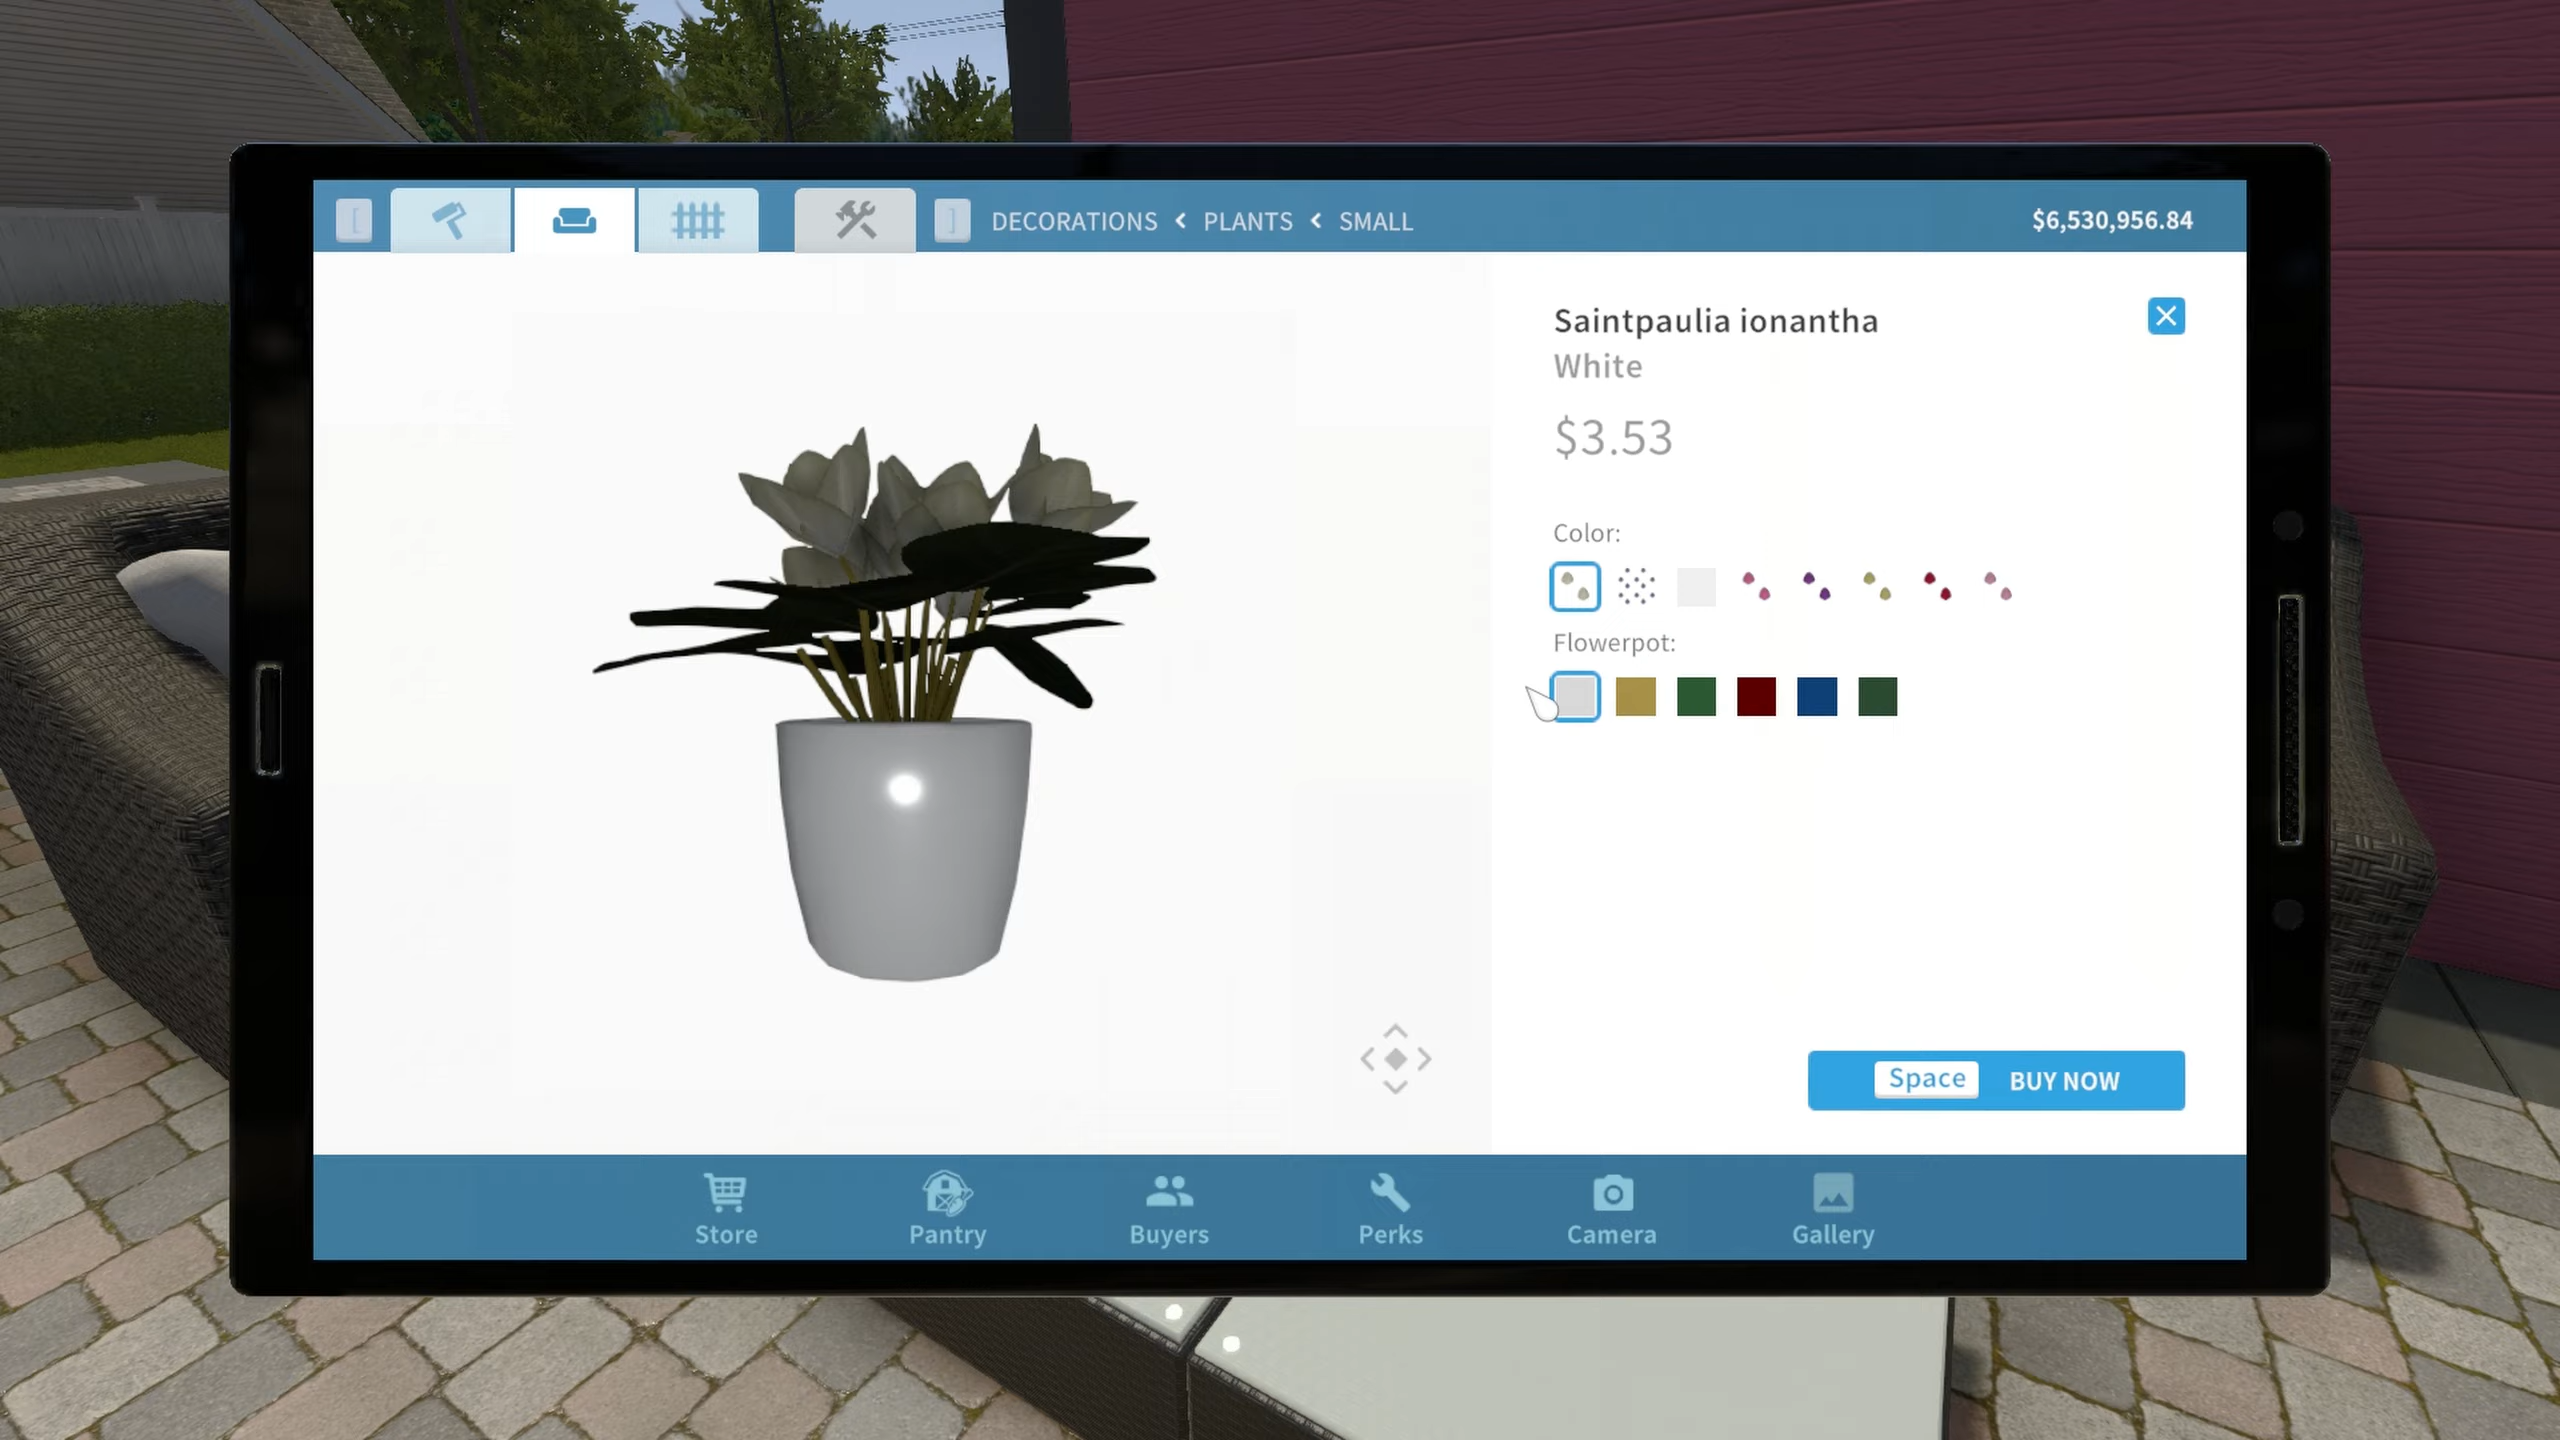 [
]
DECORATIONS < PLANTS < SMALL
$6,530,956.84
Saintpaulia ionantha
White
$3.53
Color:
Flowerpot:
Space BUY NOW
Store
Pantry
Buyers
Perks
Camera
Gallery